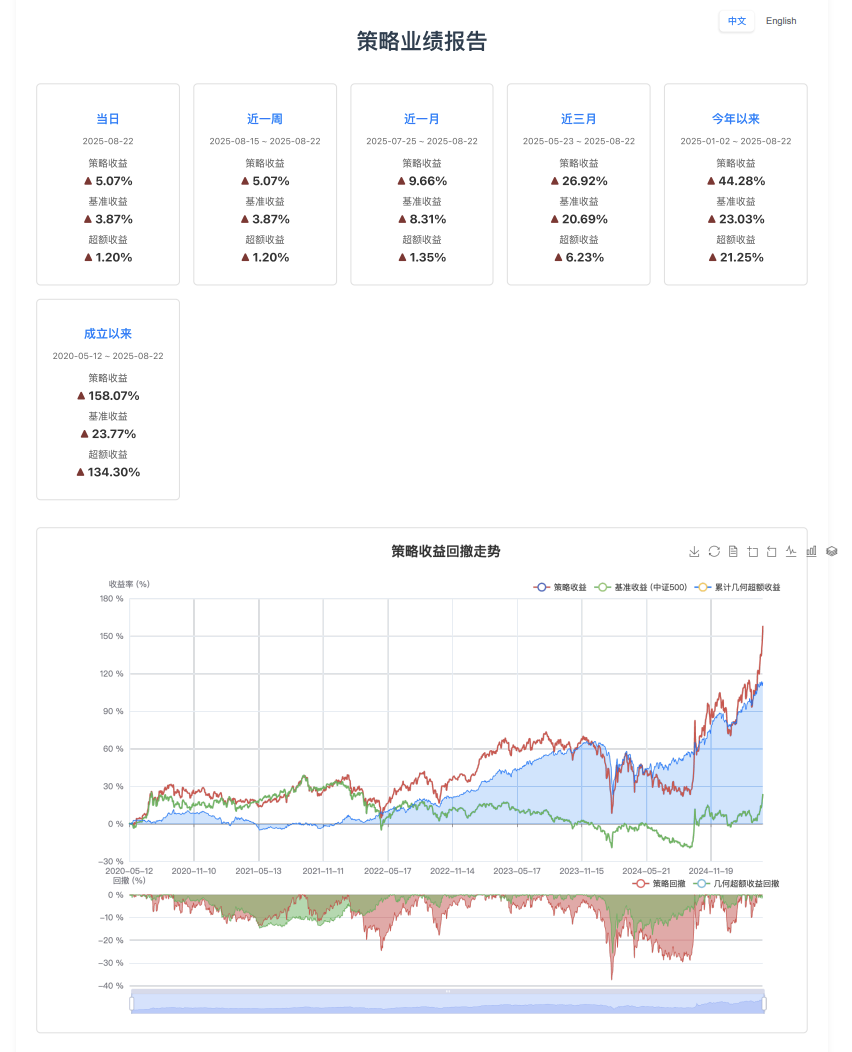 中文 English
策略业绩报告
当日
2025-08-22
策略收益
▲ 5.07%
基准收益
▲ 3.87%
超额收益
▲ 1.20%
近一周
2025-08-15 ~ 2025-08-22
策略收益
▲ 5.07%
基准收益
▲ 3.87%
超额收益
▲ 1.20%
近一月
2025-07-25 ~ 2025-08-22
策略收益
▲ 9.66%
基准收益
▲ 8.31%
超额收益
▲ 1.35%
近三月
2025-05-23 ~ 2025-08-22
策略收益
▲ 26.92%
基准收益
▲ 20.69%
超额收益
▲ 6.23%
今年以来
2025-01-02 ~ 2025-08-22
策略收益
▲ 44.28%
基准收益
▲ 23.03%
超额收益
▲ 21.25%
成立以来
2020-05-12 ~ 2025-08-22
策略收益
▲ 158.07%
基准收益
▲ 23.77%
超额收益
▲ 134.30%
策略收益回撤走势
收益率 (%)
策略收益 基准收益 (中证500) 累计几何超额收益
180 %
150 %
120 %
90 %
60 %
30 %
0 %
-30 %
2020-05-12 2020-11-10 2021-05-13 2021-11-11 2022-05-17 2022-11-14 2023-05-17 2023-11-15 2024-05-21 2024-11-19
回撤 (%)
策略回撤 几何超额收益回撤
0 %
-10 %
-20 %
-30 %
-40 %